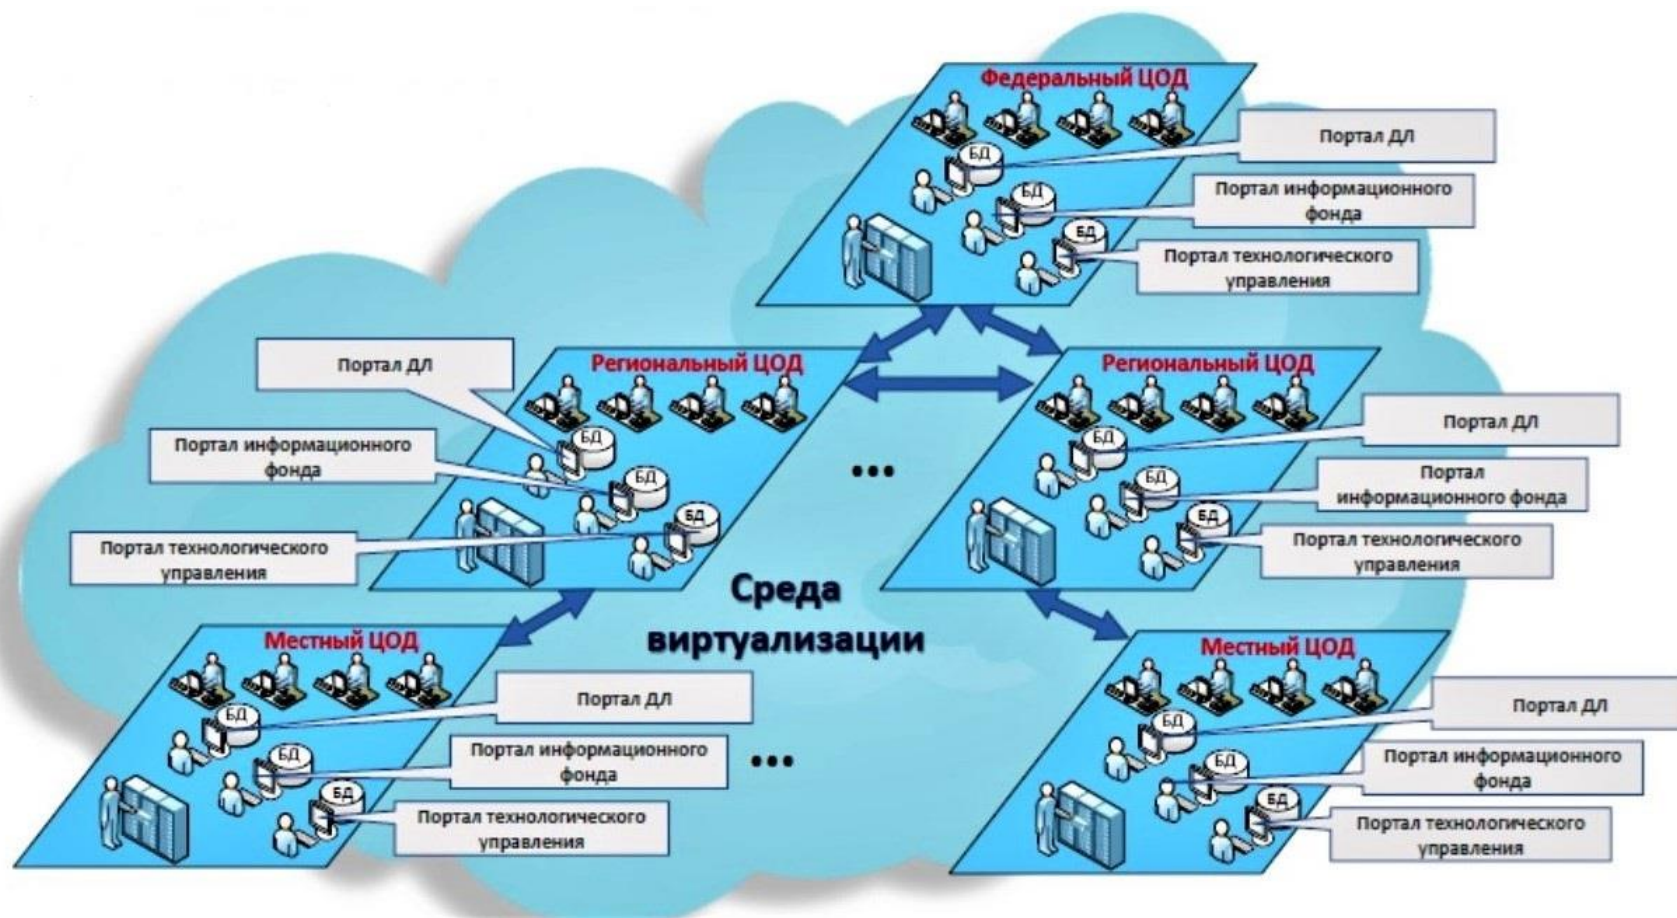 Федеральный ЦОД
Портал ДЛ
БД
Портал информационного
фонда
БД
БД
Портал технологического
управления
Региональный ЦОД
Портал ДЛ
БД
Портал информационного
фонда
БД
Портал технологического
управления
БД
...
Региональный ЦОД
Портал ДЛ
БД
Портал
информационного фонда
БД
БД
Портал технологического
управления
Среда
виртуализации
Местный ЦОД
Портал ДЛ
БД
Портал информационного
фонда
БД
БД
Портал технологического
управления
...
Местный ЦОД
Портал ДЛ
БД
Портал информационного
фонда
БД
БД
Портал технологического
управления